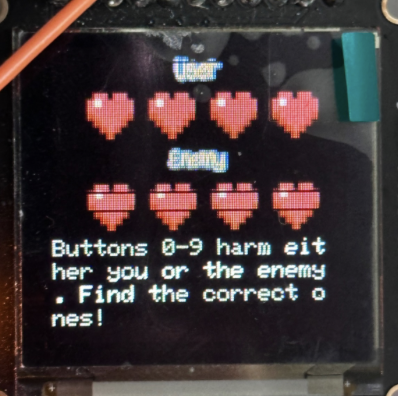 User
Enemy
Buttons 0-9 harm eit
her you or the enemy
. Find the correct o
nes!